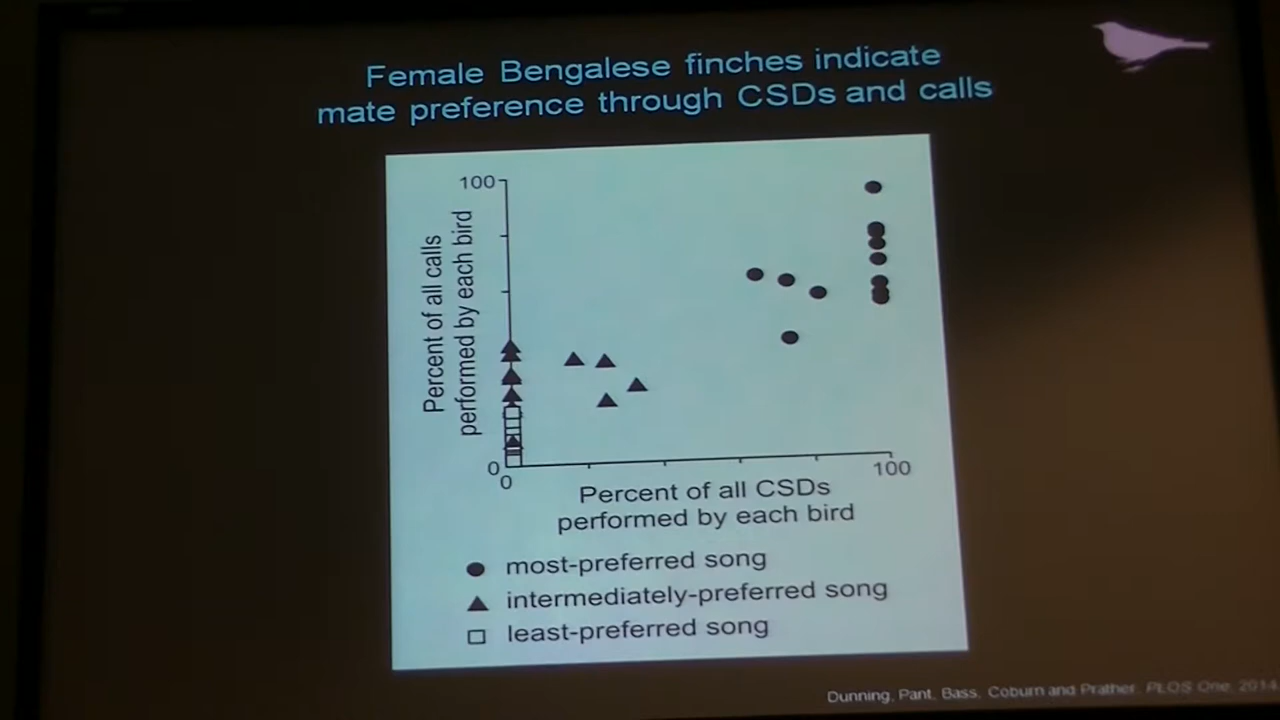 Female Bengalese finches indicate
mate preference through CSDs and calls
100
Percent of all calls
performed by each bird
0
0
100
Percent of all CSDs
performed by each bird
most-preferred song
intermediately-preferred song
least-preferred song
Dunning, Pant, Bass, Coburn and Prather, PLOS One, 2014